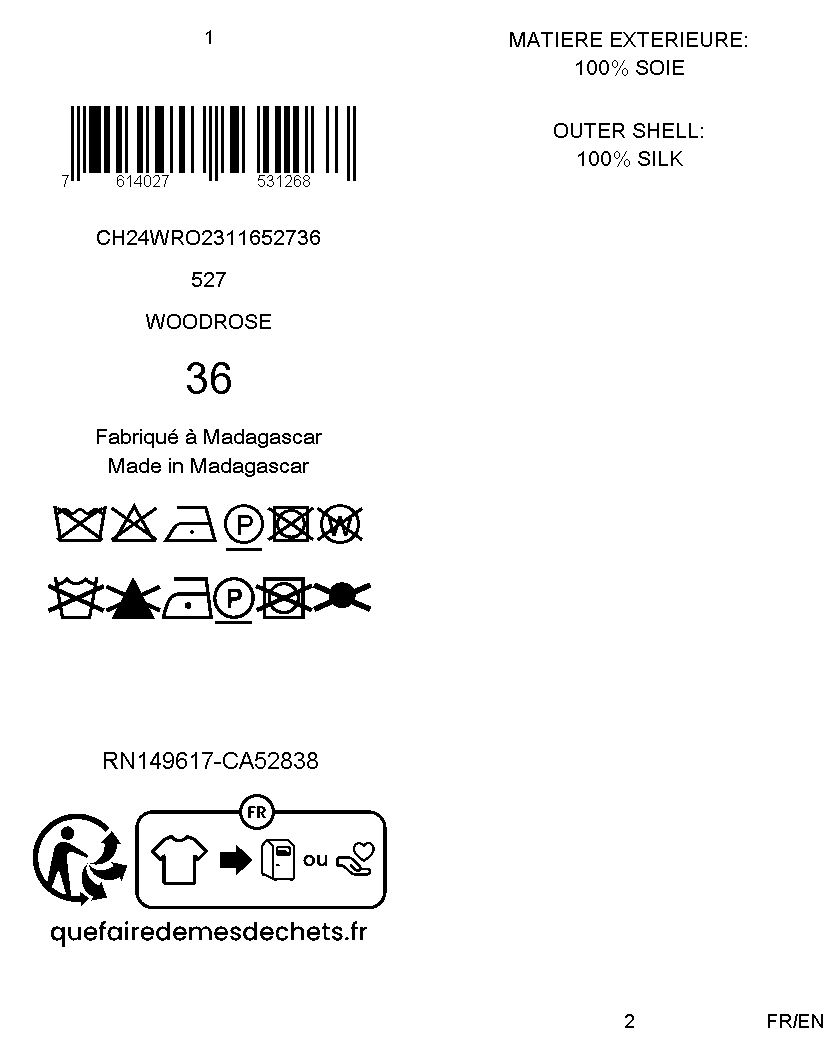 1
7 614027 531268
CH24WRO2311652736
527
WOODROSE
36
Fabriqué à Madagascar
Made in Madagascar
P W
P
RN149617-CA52838
FR
ou
quefairedemesdechets.fr
MATIERE EXTERIEURE:
100% SOIE
OUTER SHELL:
100% SILK
2
FR/EN